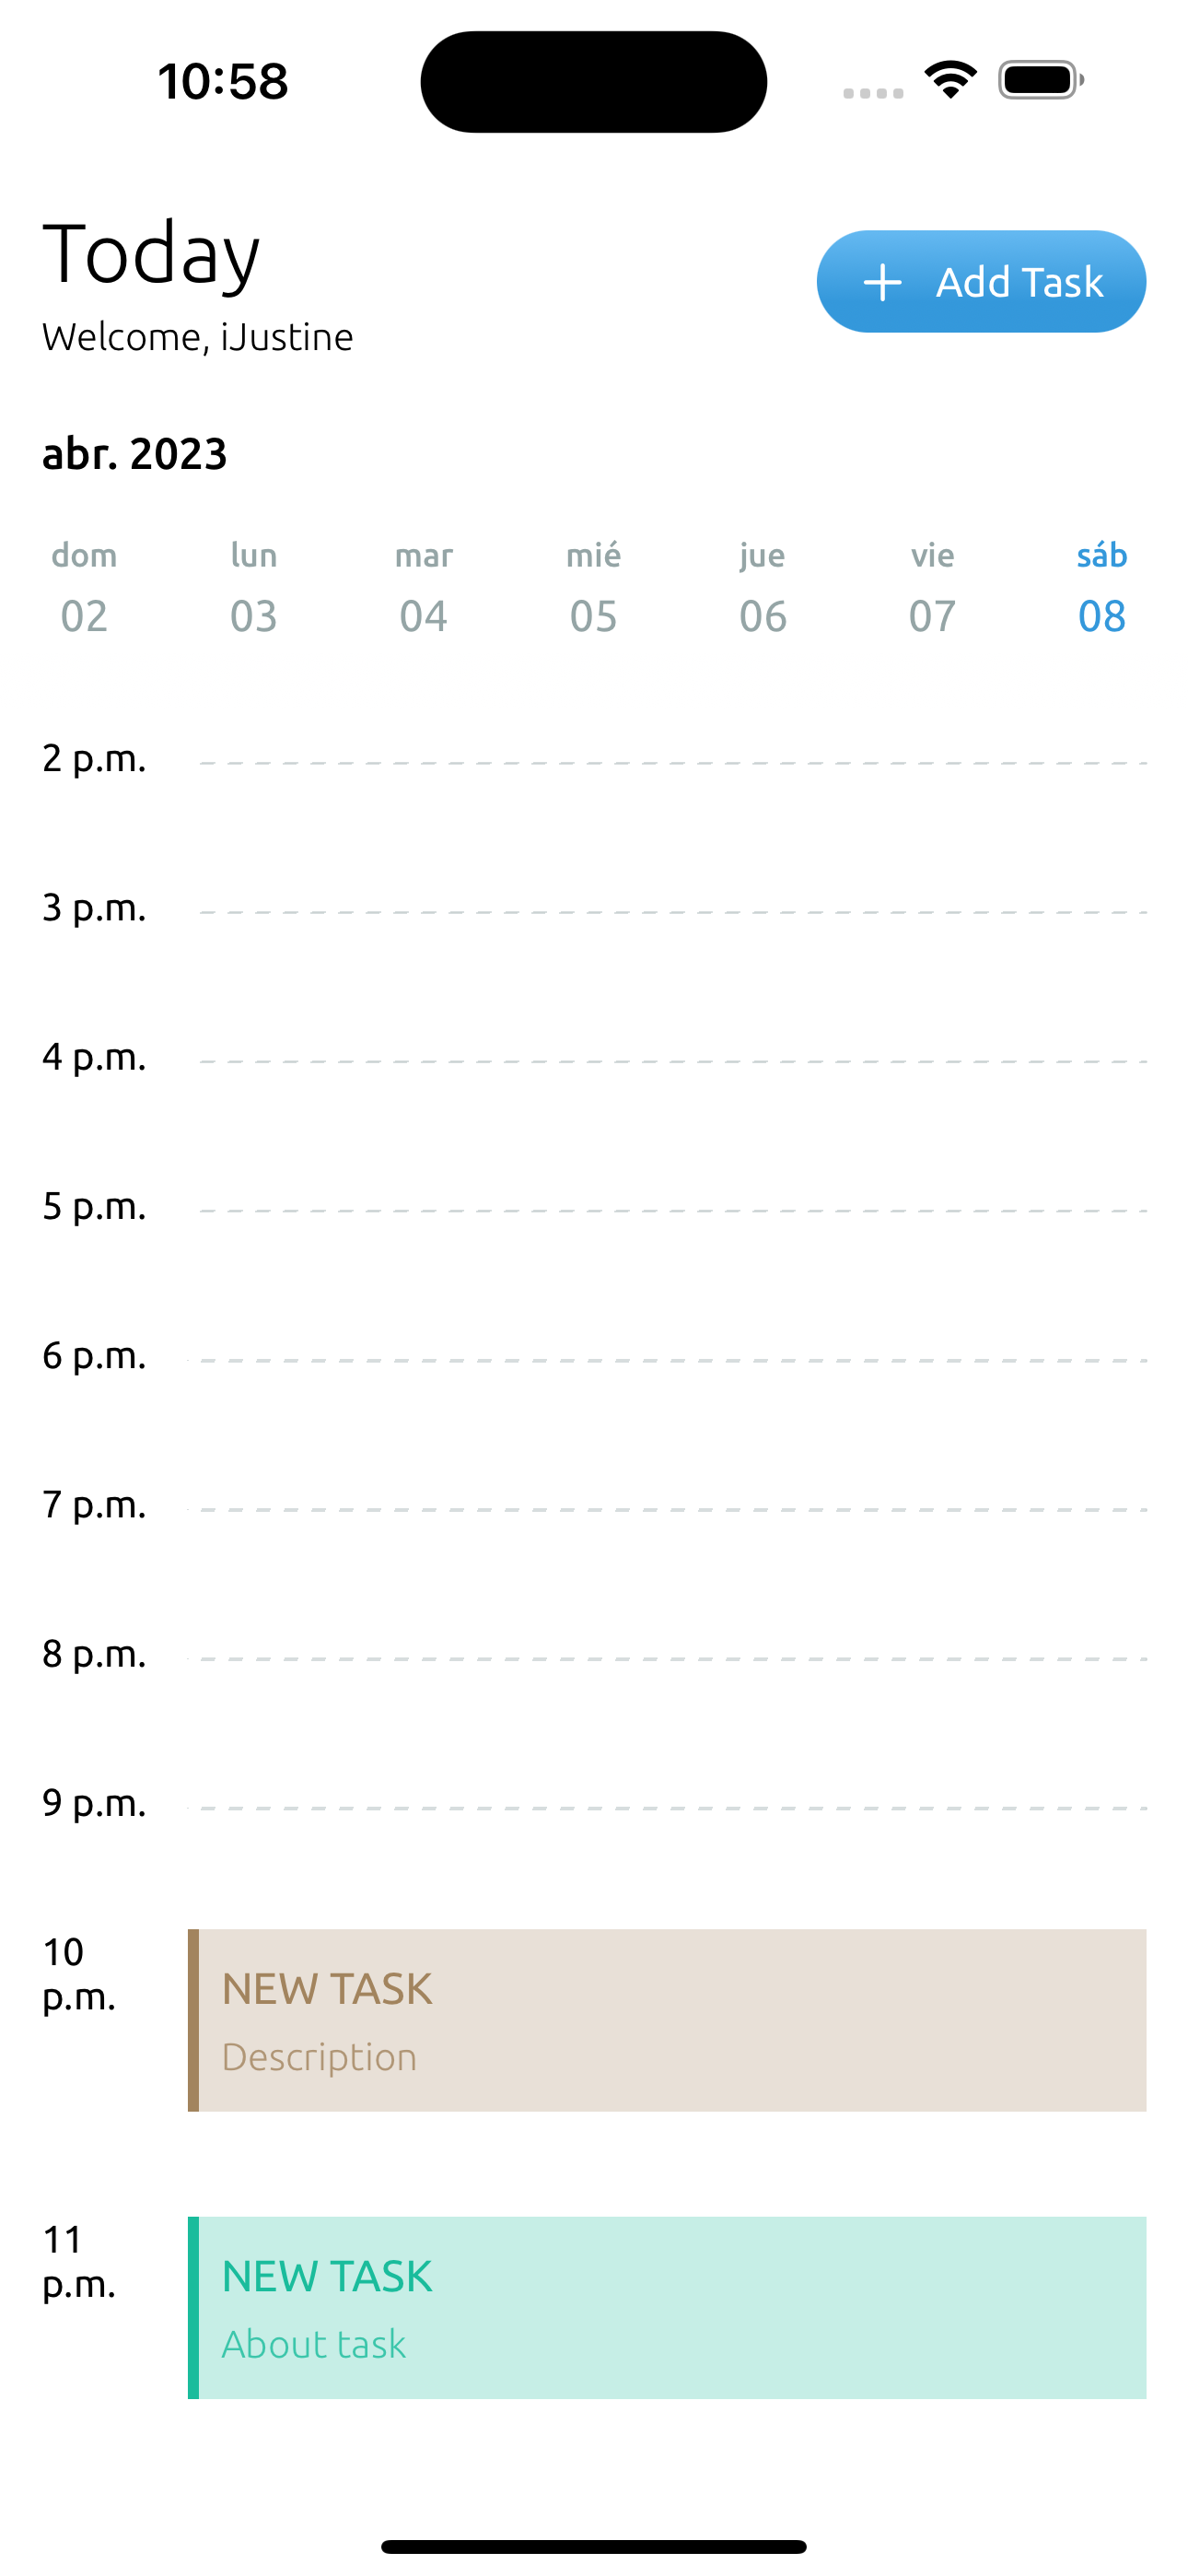 10:58
Today
Add Task
Welcome, iJustine
abr. 2023
dom lun mar mié jue vie sáb
02 03 04 05 06 07 08
2 p.m.
3 p.m.
4 p.m.
5 p.m.
6 p.m.
7 p.m.
8 p.m.
9 p.m.
10
p.m.
NEW TASK
Description
11
p.m.
NEW TASK
About task